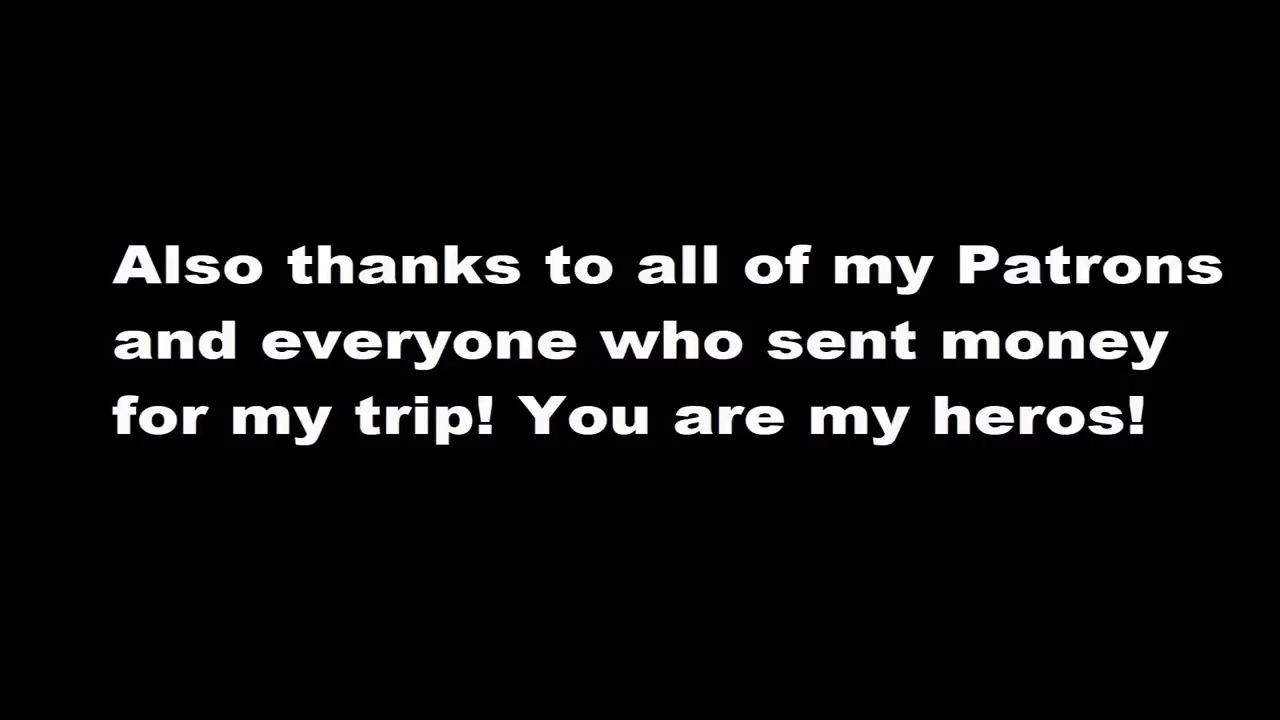 Also thanks to all of my Patrons
and everyone who sent money
for my trip! You are my heros!